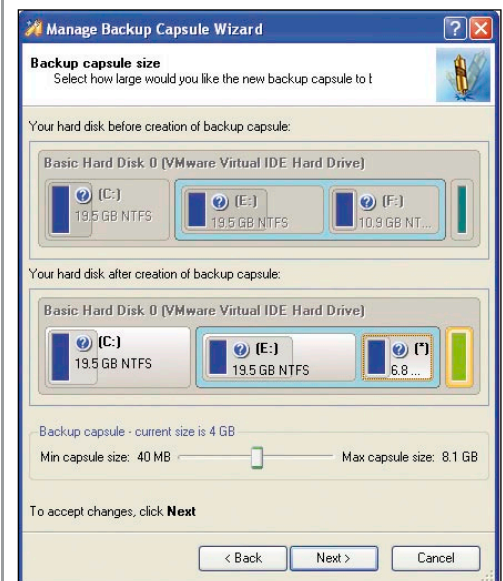 Manage Backup Capsule Wizard
Backup capsule size
Select how large would you like the new backup capsule to b
Your hard disk before creation of backup capsule:
Basic Hard Disk 0 (VMware Virtual IDE Hard Drive)
(C:)
19.5 GB NTFS
(E:)
19.5 GB NTFS
(F:)
10.9 GB NT...
Your hard disk after creation of backup capsule:
Basic Hard Disk 0 (VMware Virtual IDE Hard Drive)
(C:)
19.5 GB NTFS
(E:)
19.5 GB NTFS
(*)
6.8 ...
Backup capsule - current size is 4 GB
Min capsule size: 40 MB
Max capsule size: 8.1 GB
To accept changes, click Next
< Back
Next >
Cancel